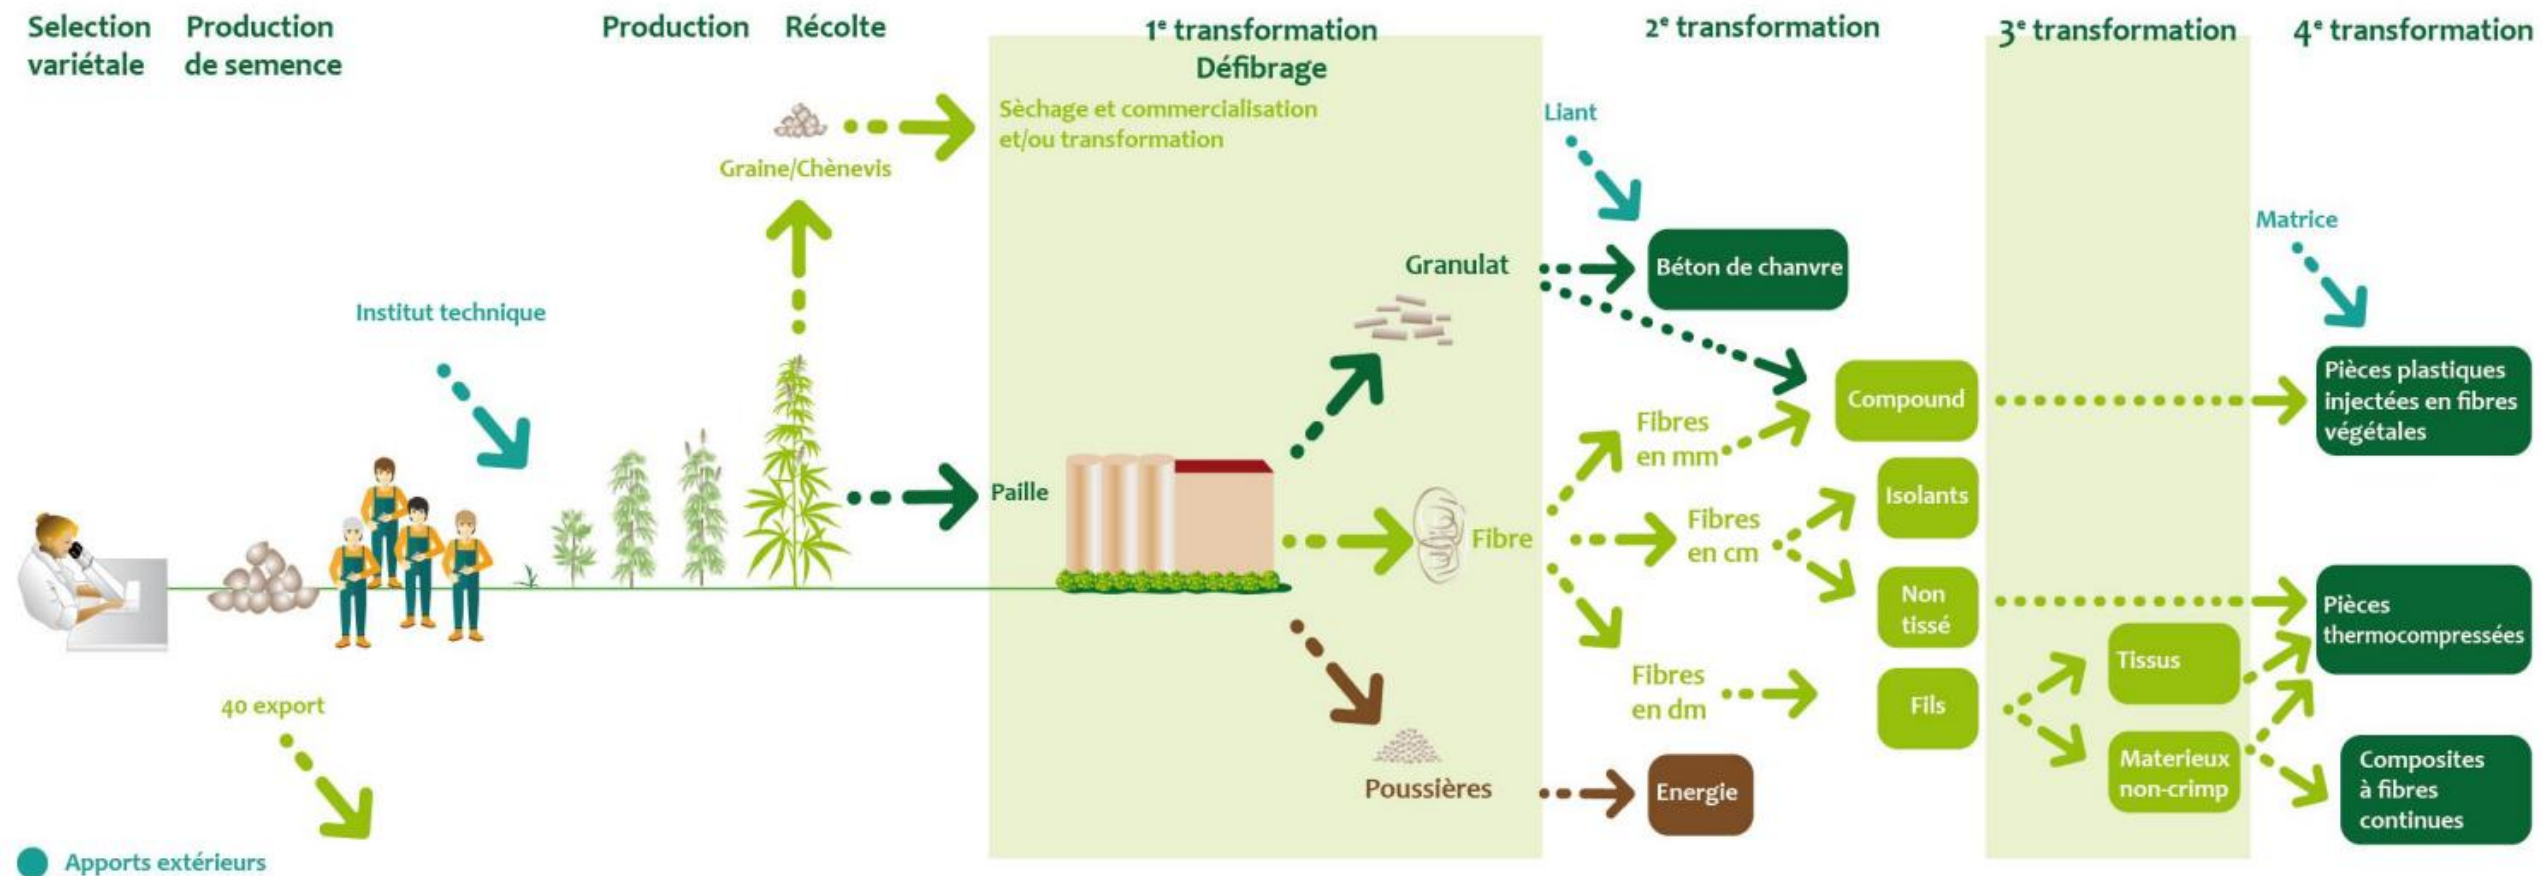 Selection
variétale
Production
de semence
Production
Récolte
1e transformation
Défibrage
2e transformation
3e transformation
4e transformation
Sèchage et commercialisation
et/ou transformation
Graine/Chènevis
Liant
Matrice
Institut technique
Granulat
Béton de chanvre
Compound
Pièces plastiques
injectées en fibres
végétales
Fibres
en mm
Paille
Isolants
Fibre
Fibres
en cm
Non
tissé
Pièces
thermocompressées
Tissus
Fibres
en dm
Fils
40 export
Materieux
non-crimp
Composites
à fibres
continues
Poussières
Energie
Apports extérieurs